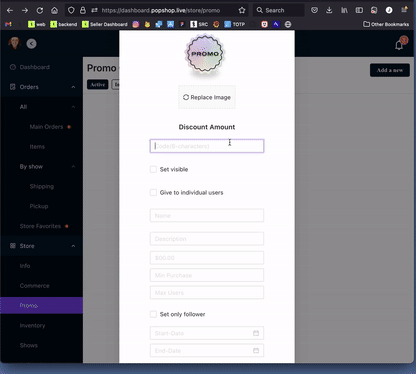 https://dashboard.popshop.live/store/promo
Search
web
backend
Seller Dashboard
SRC
TOTP
Other Bookmarks
Dashboard
Orders
All
Main Orders
Items
By show
Shipping
Pickup
Store Favorites
Store
Info
Commerce
Promo
Inventory
Shows
Promo
Active
Add a new
PROMO
Replace Image
Discount Amount
Set visible
Give to individual users
Name
Description
$00.00
Min Purchase
Max Users
Set only follower
Start-Date
End-Date